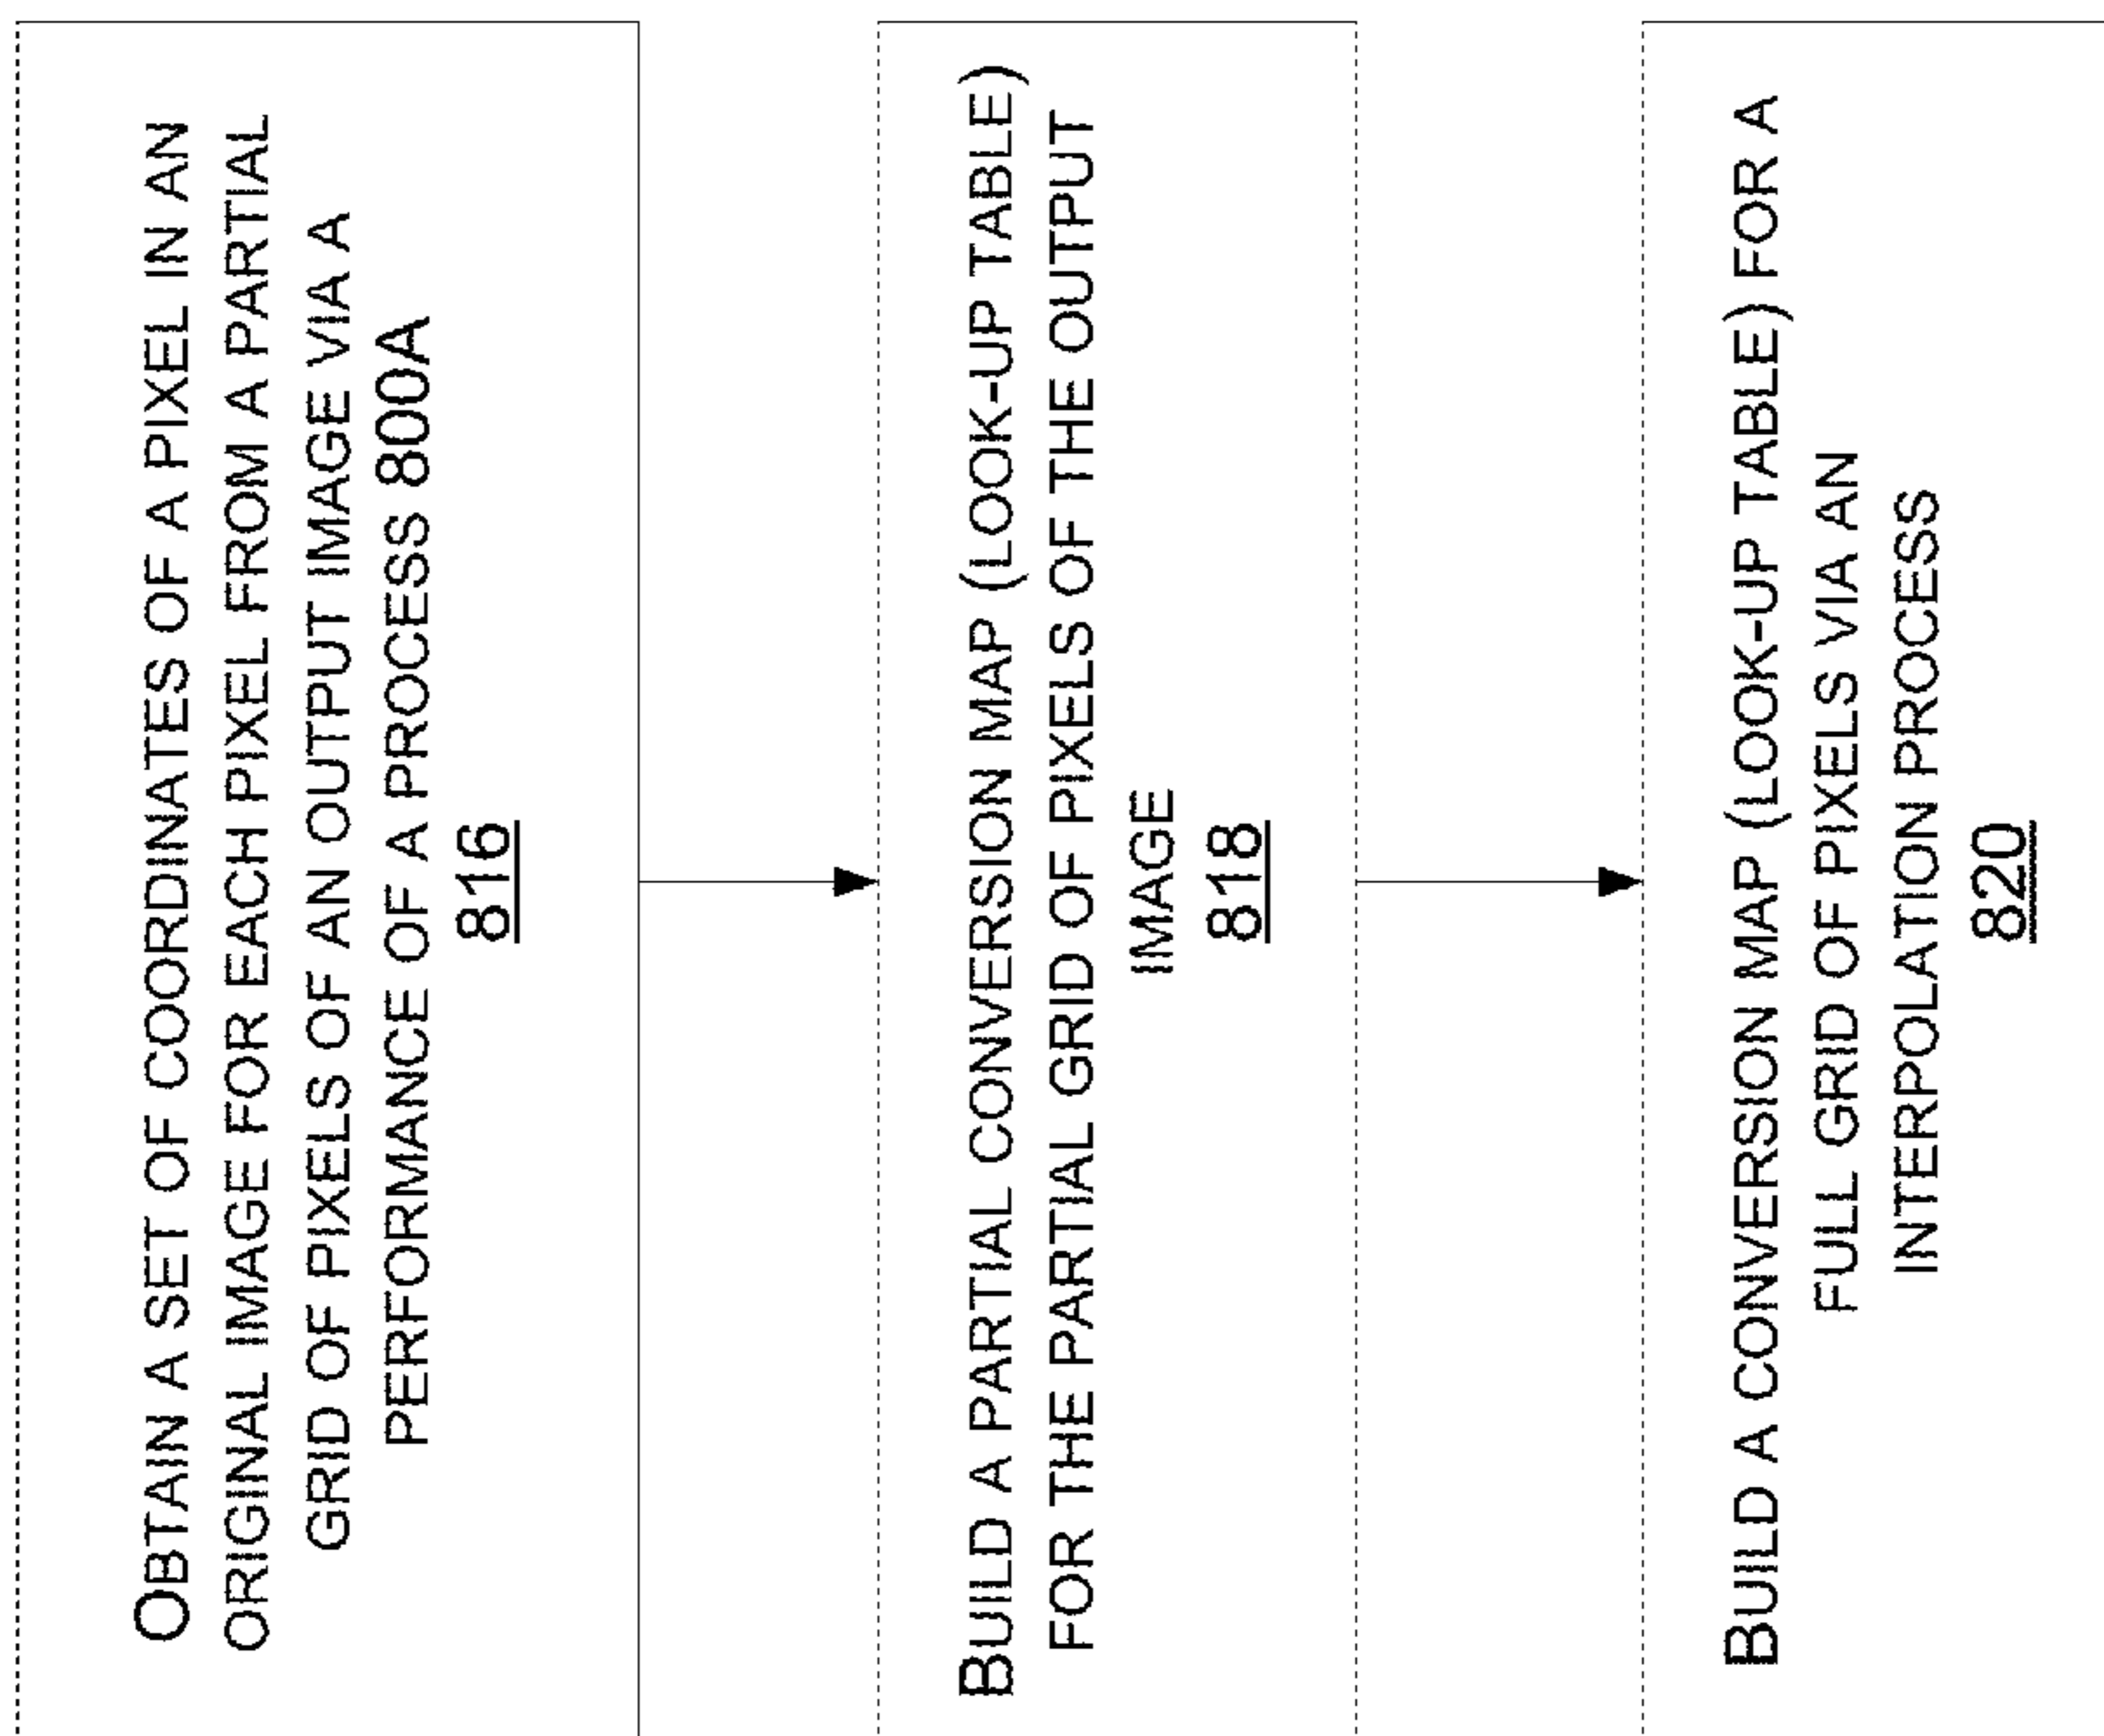 OBTAIN A SET OF COORDINATES OF A PIXEL IN AN
ORIGINAL IMAGE FOR EACH PIXEL FROM A PARTIAL
GRID OF PIXELS OF AN OUTPUT IMAGE VIA A
PERFORMANCE OF A PROCESS 800A
816
BUILD A PARTIAL CONVERSION MAP (LOOK-UP TABLE)
FOR THE PARTIAL GRID OF PIXELS OF THE OUTPUT
IMAGE
818
BUILD A CONVERSION MAP (LOOK-UP TABLE) FOR A
FULL GRID OF PIXELS VIA AN
INTERPOLATION PROCESS
820